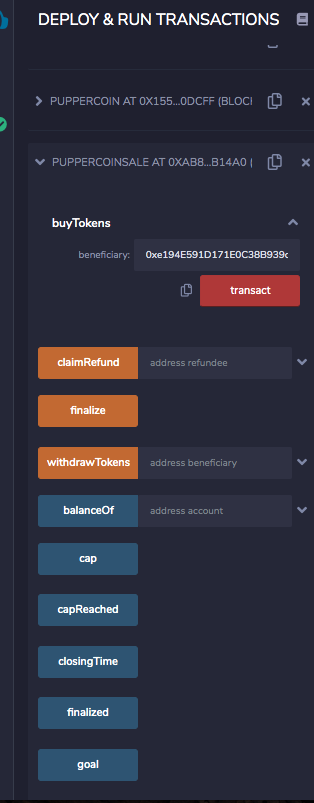 DEPLOY & RUN TRANSACTIONS
PUPPERCOIN AT 0X155...0DCFF (BLOCI
PUPPERCOINSALE AT 0XAB8...B14A0 (
buyTokens
beneficiary: 0xe194E591D171E0C38B939c
transact
claimRefund address refundee
finalize
withdrawTokens address beneficiary
balanceOf address account
cap
capReached
closingTime
finalized
goal